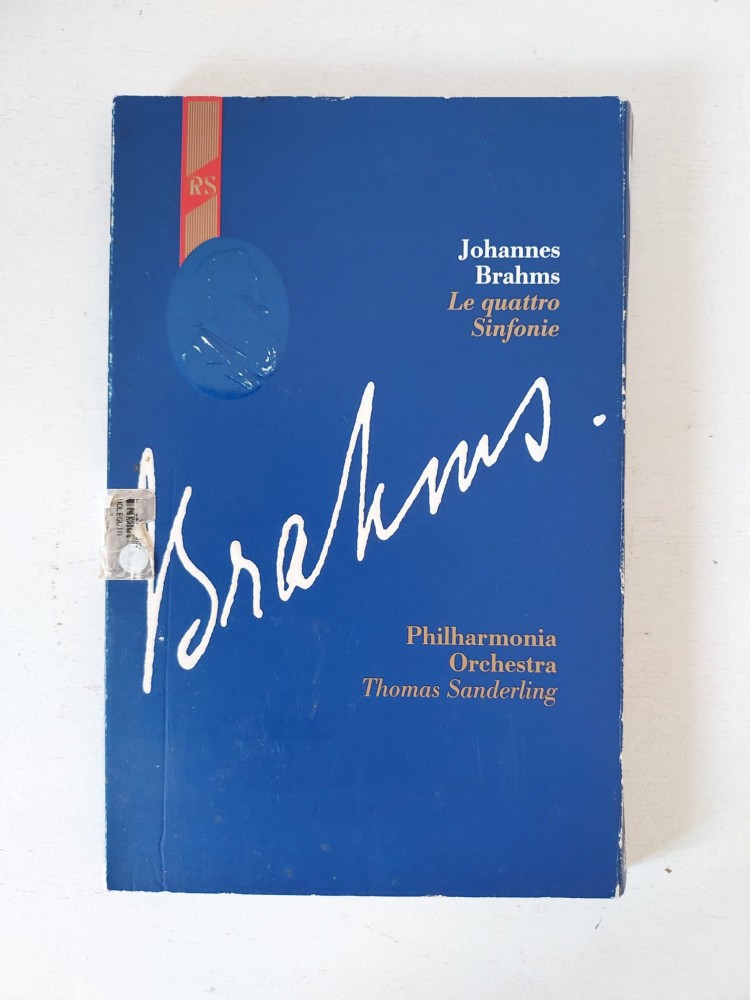 RS
Johannes
Brahms
Le quattro
Sinfonie
Brahms.
Philharmonia
Orchestra
Thomas Sanderling